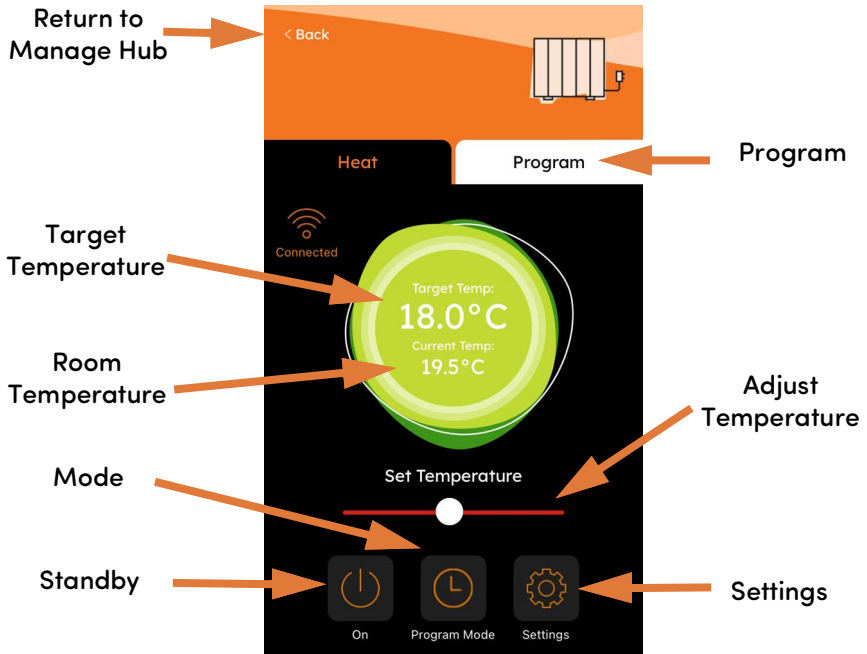 Return to
Manage Hub
< Back
Heat
Program
Program
Connected
Target
Temperature
Target Temp:
18.0°C
Current Temp:
19.5°C
Room
Temperature
Adjust
Temperature
Mode
Set Temperature
Standby
Settings
On
Program Mode
Settings